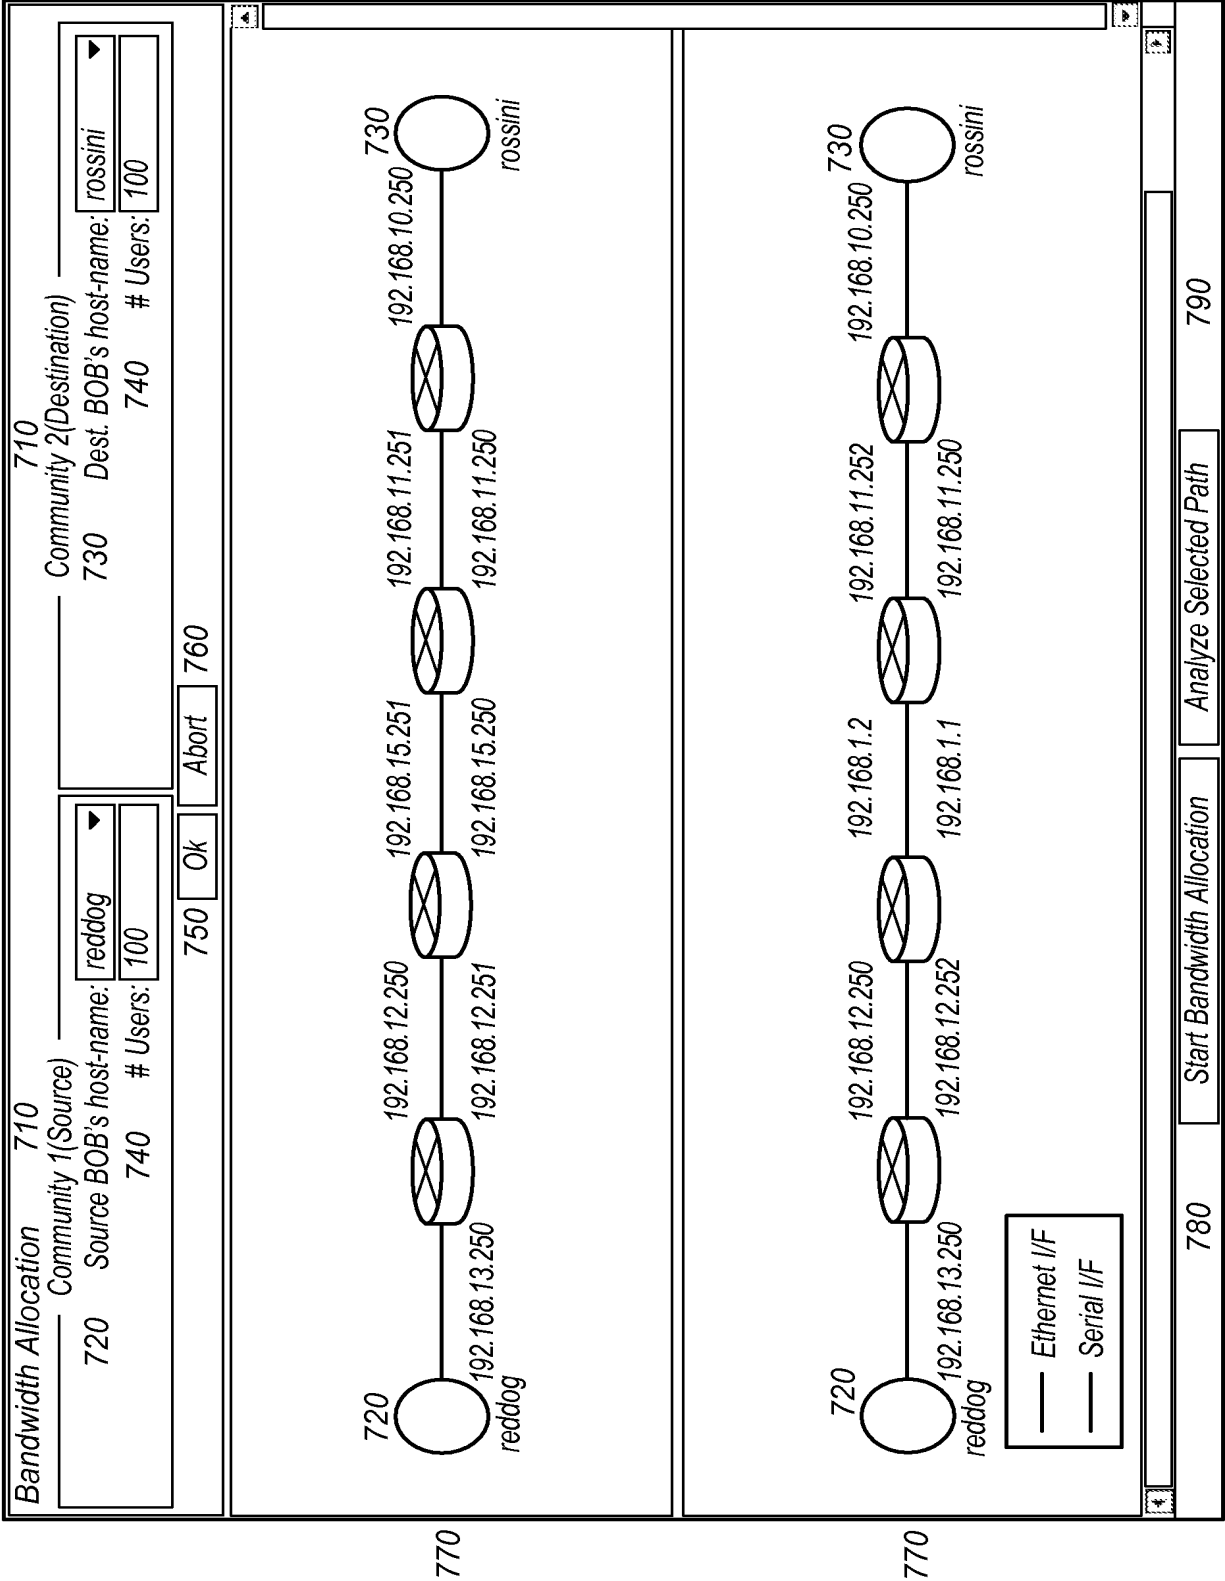 Bandwidth Allocation 710 710
Community 1(Source) Community 2(Destination)
720 Source BOB's host-name: reddog 730 Dest. BOB's host-name: rossini
740 # Users: 100 740 # Users: 100
750 Ok Abort 760
770
720 730
192.168.12.250 192.168.15.251 192.168.11.251 192.168.10.250
192.168.13.250 192.168.12.251 192.168.15.250 192.168.11.250
reddog rossini
770
720 730
192.168.12.250 192.168.1.2 192.168.11.252 192.168.10.250
192.168.13.250 192.168.12.252 192.168.1.1 192.168.11.250
reddog rossini
Ethernet I/F
Serial I/F
780 Start Bandwidth Allocation Analyze Selected Path 790